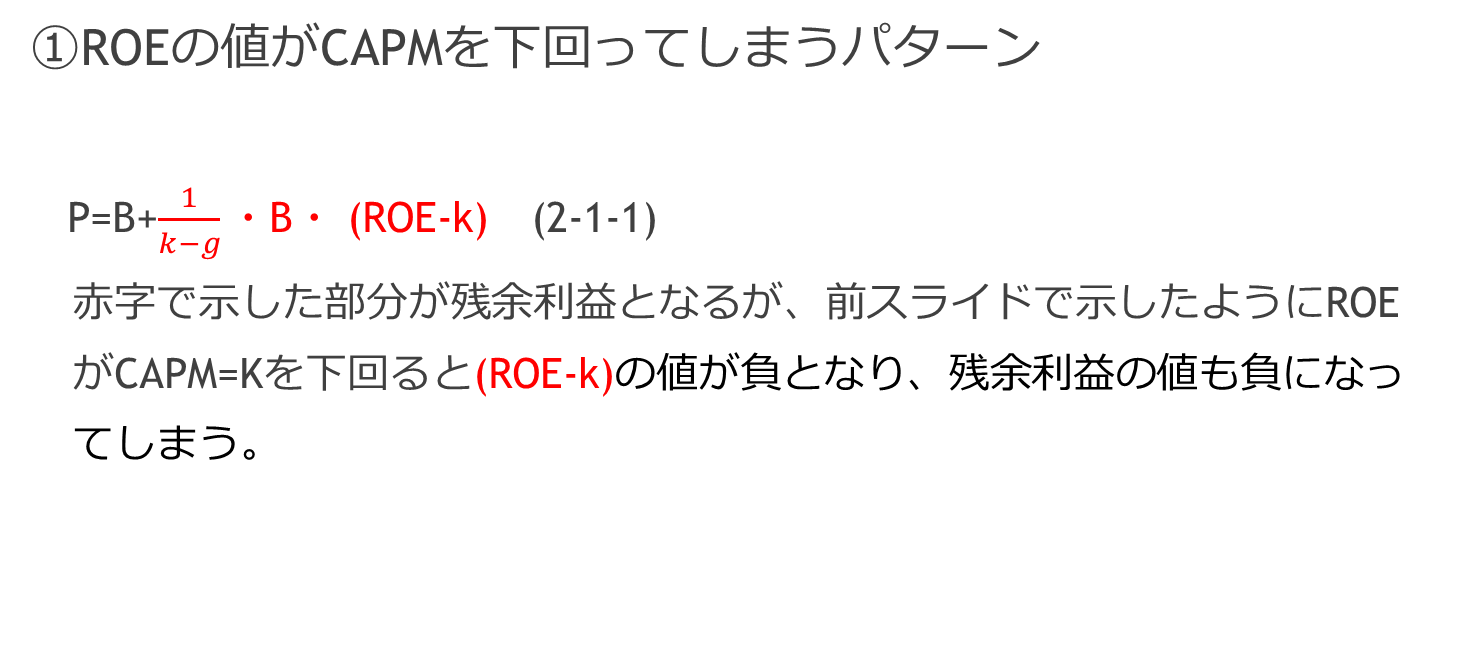 ①ROEの値がCAPMを下回ってしまうパターン
P=B+\frac{1}{k-g}・B・ (ROE-k)　(2-1-1)
赤字で示した部分が残余利益となるが、前スライドで示したようにROE
がCAPM=Kを下回ると(ROE-k)の値が負となり、残余利益の値も負になっ
てしまう。